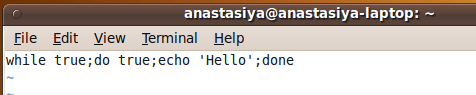 anastasiya@anastasiya-laptop: ~
File Edit View Terminal Help
while true;do true;echo 'Hello';done
~
~